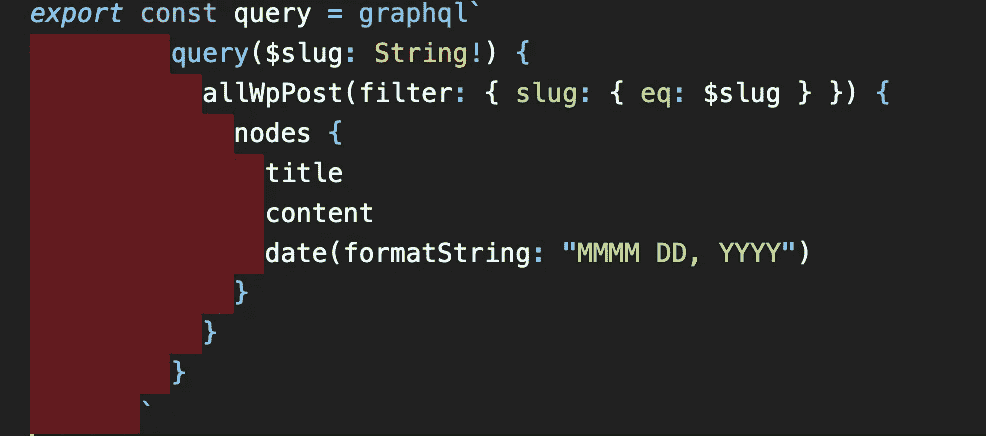 export const query = graphql`
query($slug: String!) {
allWpPost(filter: { slug: { eq: $slug } }) {
nodes {
title
content
date(formatString: "MMMM DD, YYYY")
}
}
}
`